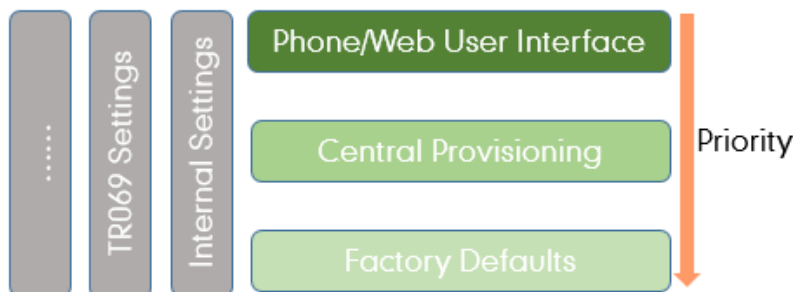 ......
TR069 Settings
Internal Settings
Phone/Web User Interface
Central Provisioning
Factory Defaults
Priority